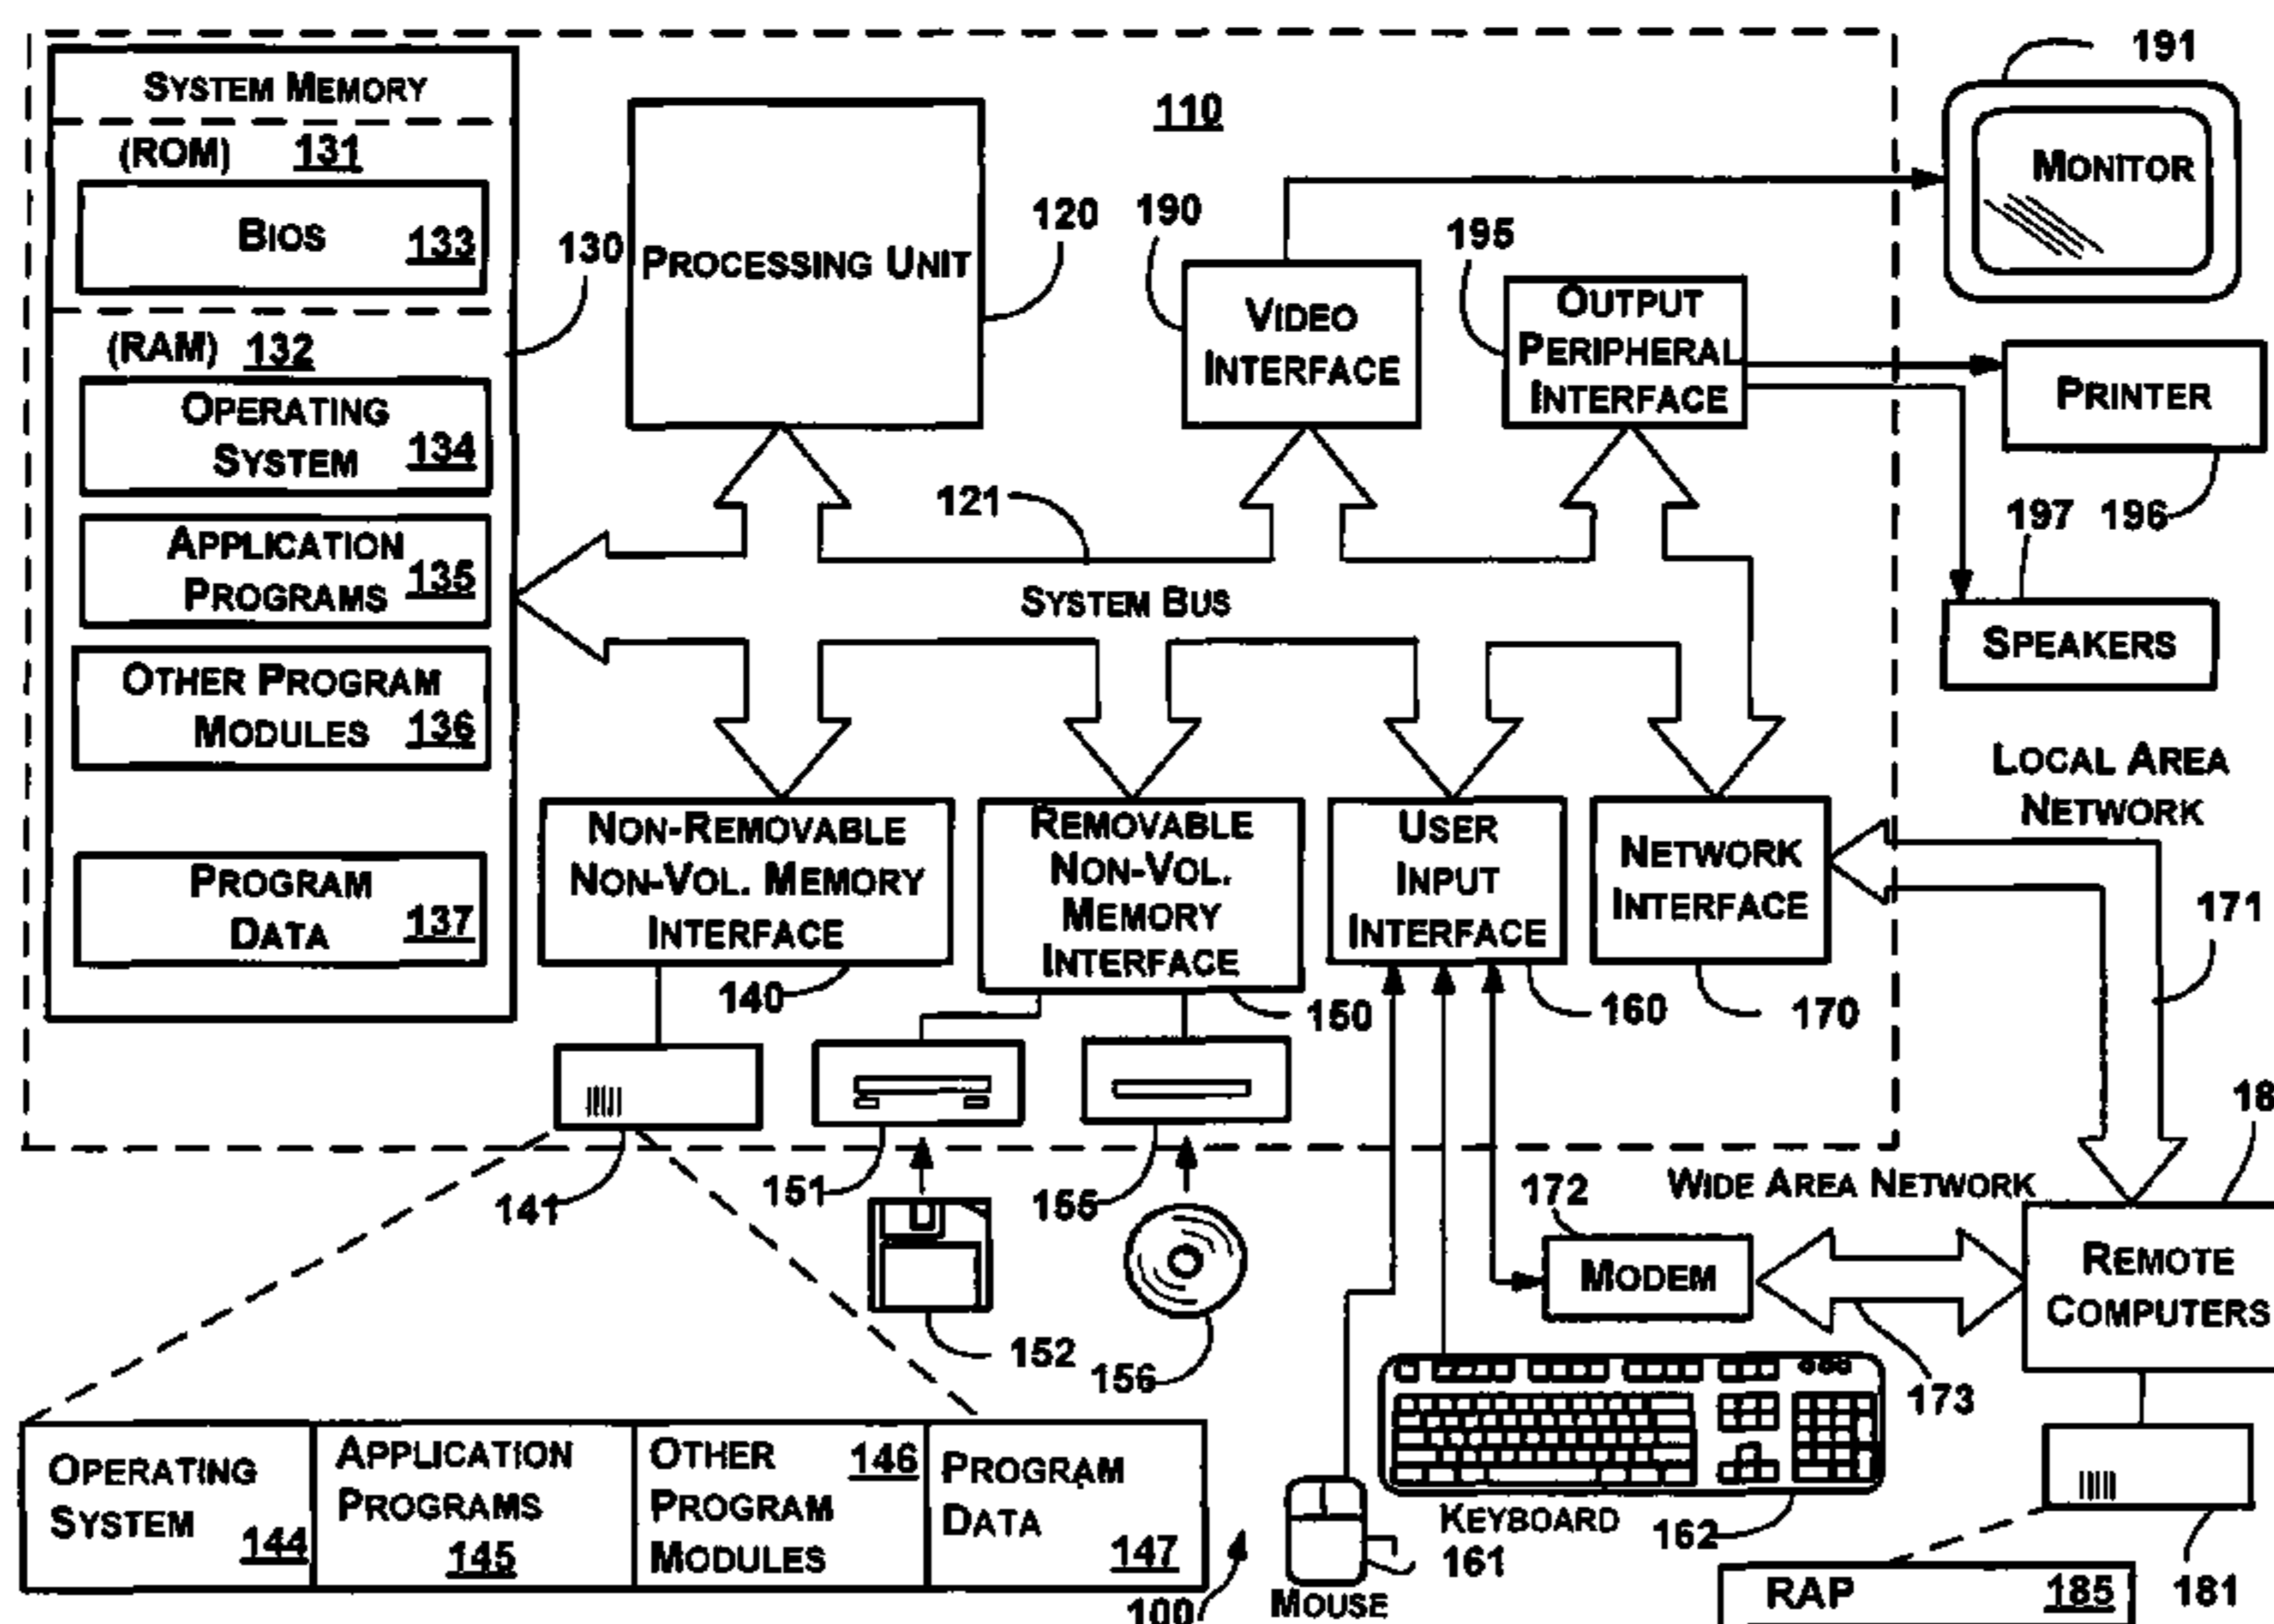 SYSTEM MEMORY
(ROM) 131
BIOS 133
(RAM) 132
OPERATING
SYSTEM 134
APPLICATION
PROGRAMS 135
OTHER PROGRAM
MODULES 136
PROGRAM
DATA 137
130
PROCESSING UNIT
120
110
190
VIDEO
INTERFACE
195
OUTPUT
PERIPHERAL
INTERFACE
191
MONITOR
PRINTER
196
197
SPEAKERS
121
SYSTEM BUS
NON-REMOVABLE
NON-VOL. MEMORY
INTERFACE
140
REMOVABLE
NON-VOL.
MEMORY
INTERFACE
150
USER
INPUT
INTERFACE
160
NETWORK
INTERFACE
170
LOCAL AREA
NETWORK
171
141
151
152
155
156
172
MODEM
WIDE AREA NETWORK
173
18
REMOTE
COMPUTERS
OPERATING
SYSTEM 144
APPLICATION
PROGRAMS
145
OTHER 146
PROGRAM
MODULES
PROGRAM
DATA
147
100
MOUSE
161
KEYBOARD
162
181
RAP 185